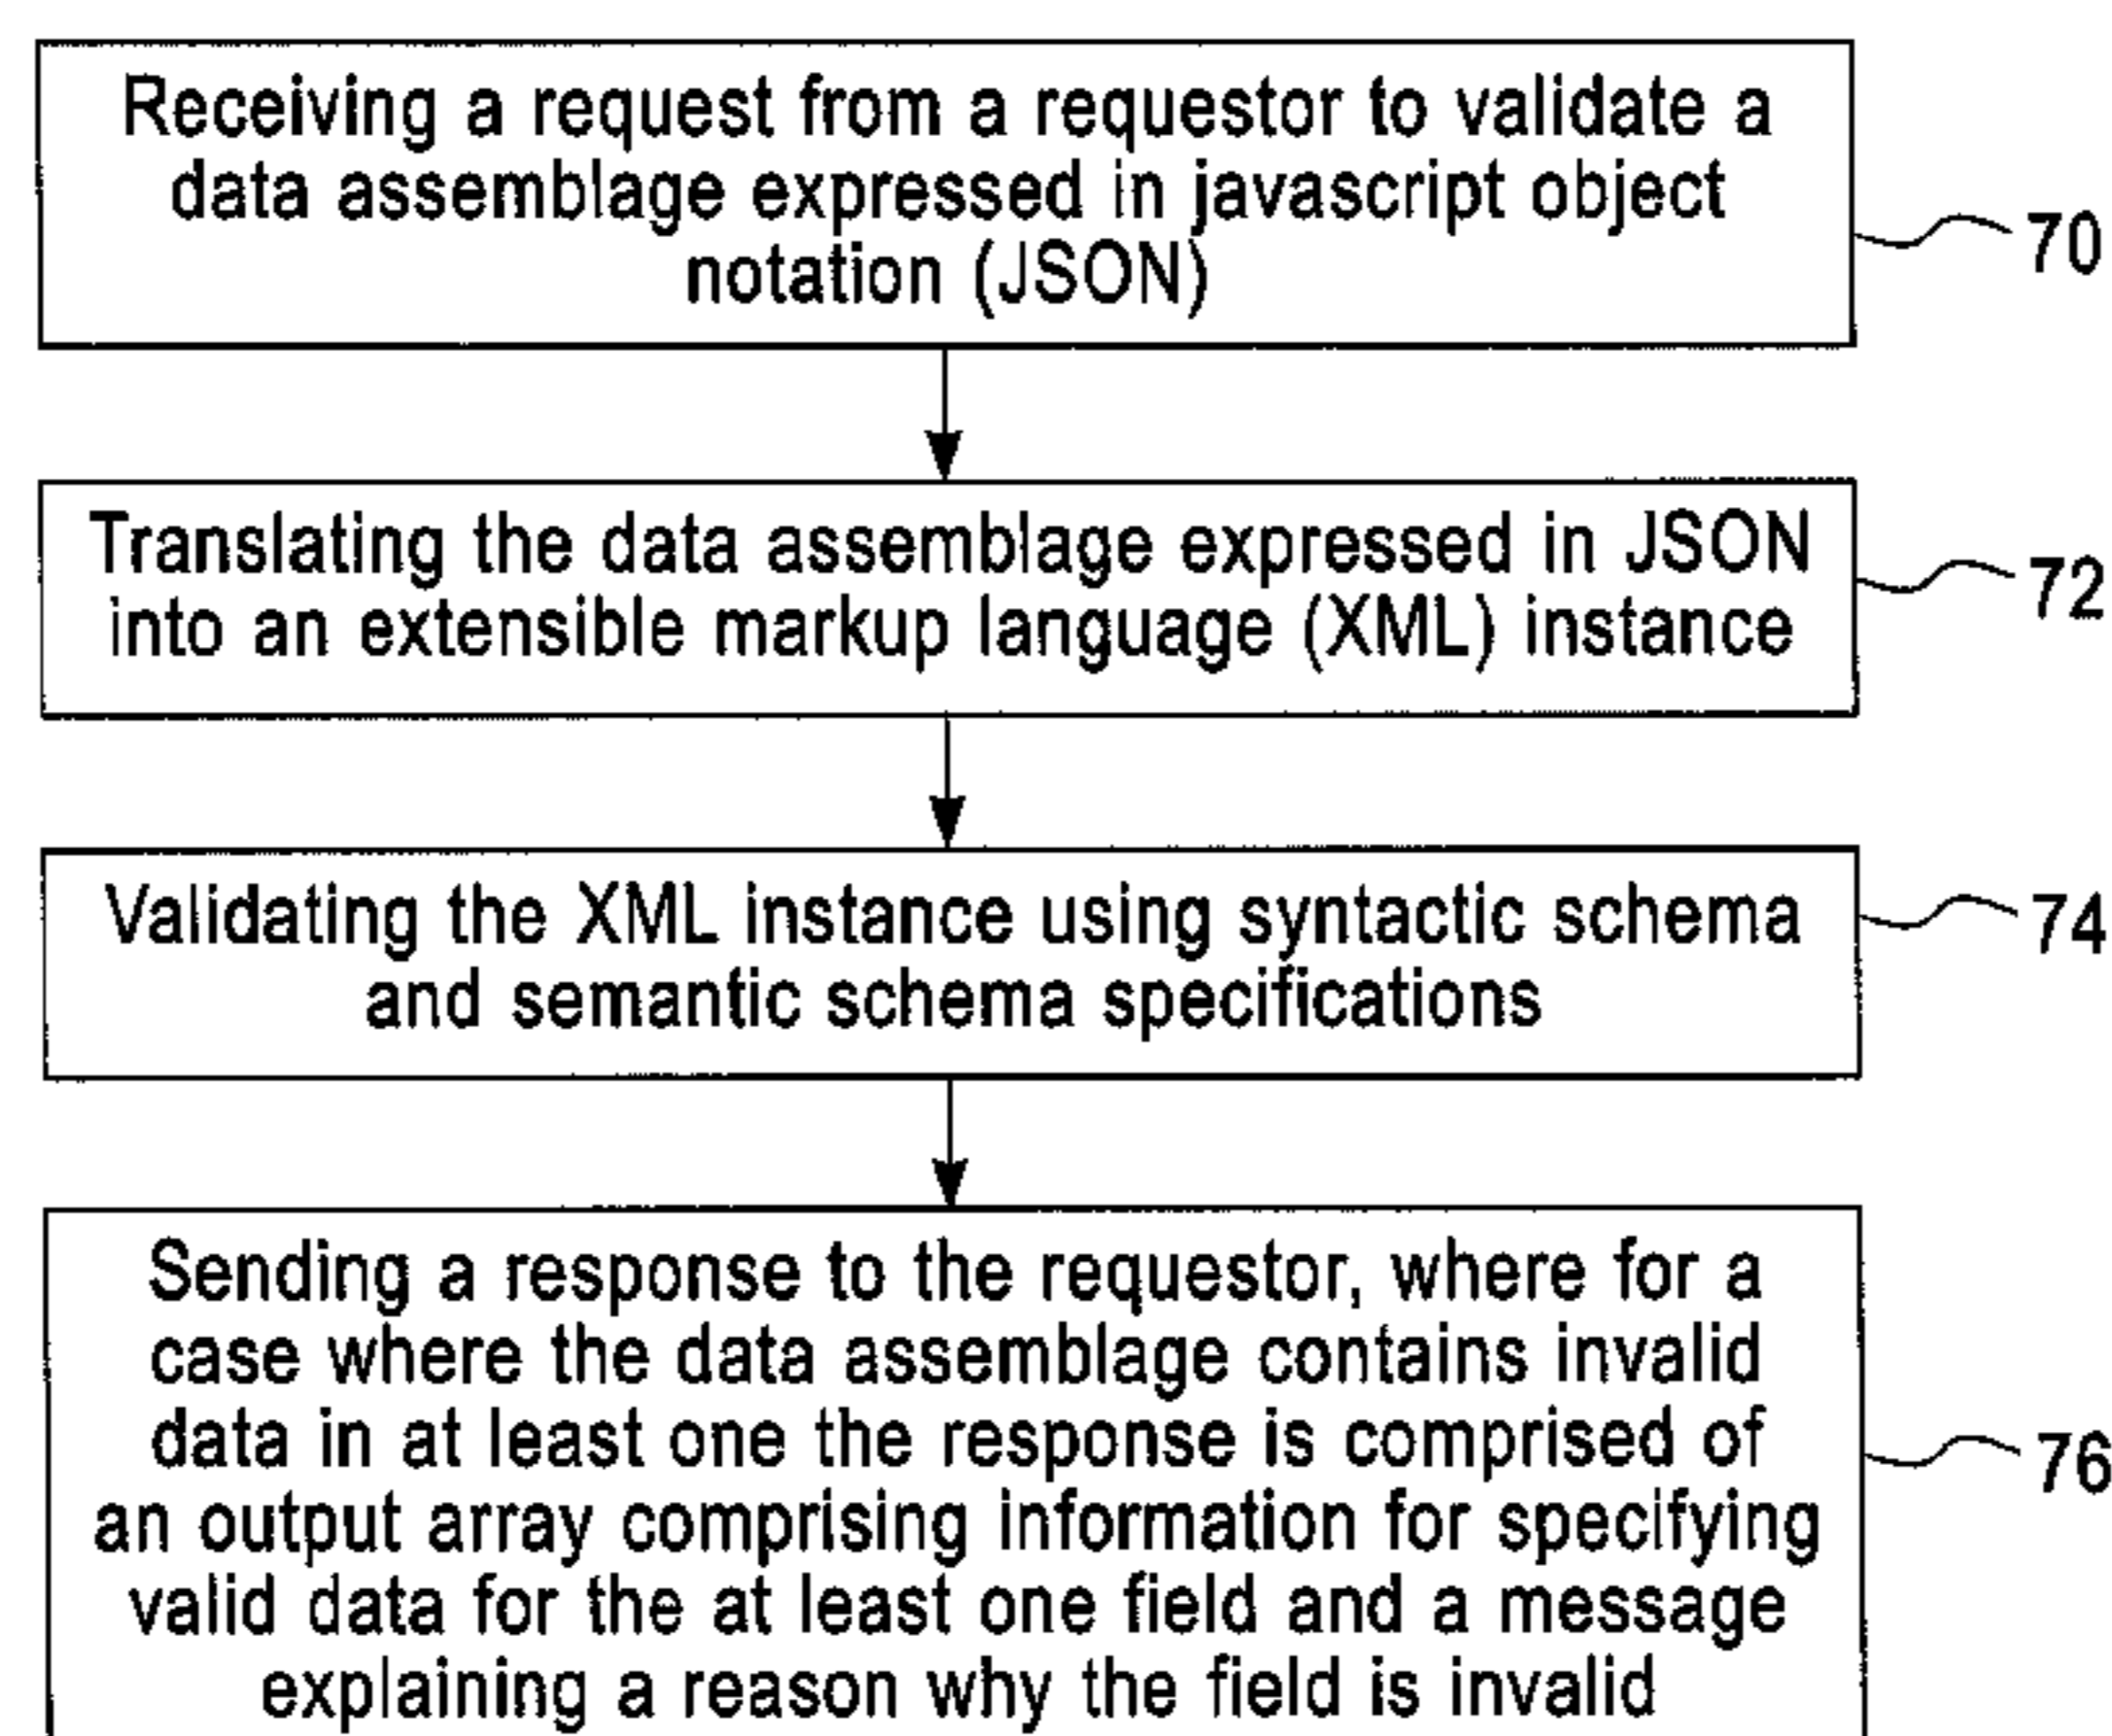 Receiving a request from a requestor to validate a
data assemblage expressed in javascript object
notation (JSON)
70
Translating the data assemblage expressed in JSON
into an extensible markup language (XML) instance
72
Validating the XML instance using syntactic schema
and semantic schema specifications
74
Sending a response to the requestor, where for a
case where the data assemblage contains invalid
data in at least one the response is comprised of
an output array comprising information for specifying
valid data for the at least one field and a message
explaining a reason why the field is invalid
76